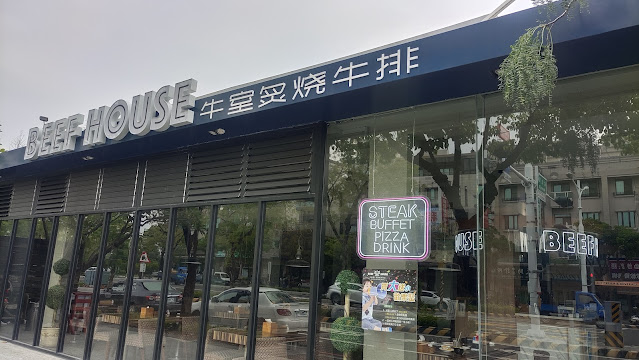 BEEF HOUSE 牛室炙燒牛排
STEAK
BUFFET
PIZZA
DRINK
HOUSE
BEEF